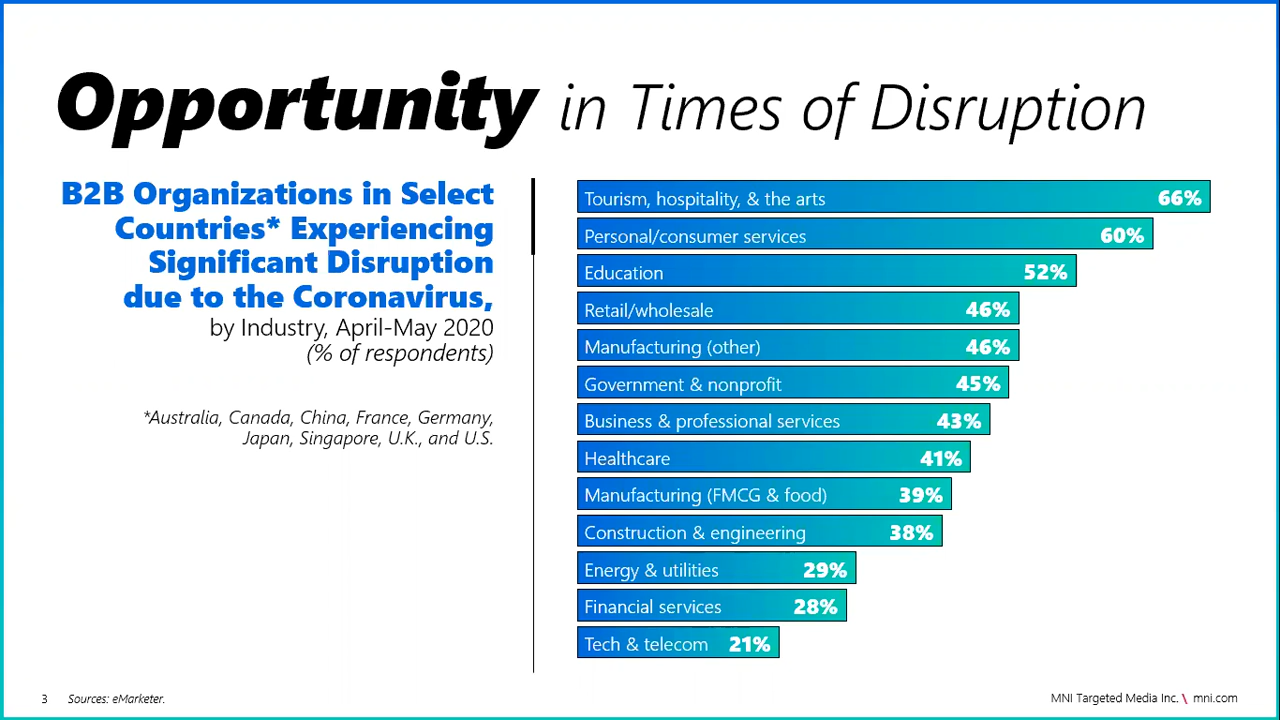 Opportunity in Times of Disruption
B2B Organizations in Select
Countries* Experiencing
Significant Disruption
due to the Coronavirus,
by Industry, April-May 2020
(% of respondents)
*Australia, Canada, China, France, Germany,
Japan, Singapore, U.K., and U.S.
Tourism, hospitality, & the arts 66%
Personal/consumer services 60%
Education 52%
Retail/wholesale 46%
Manufacturing (other) 46%
Government & nonprofit 45%
Business & professional services 43%
Healthcare 41%
Manufacturing (FMCG & food) 39%
Construction & engineering 38%
Energy & utilities 29%
Financial services 28%
Tech & telecom 21%
3 Sources: eMarketer.
MNI Targeted Media Inc. \ mni.com